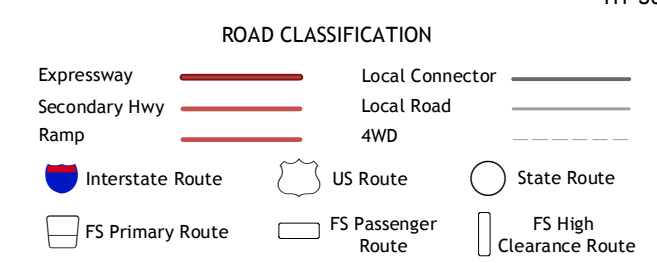 ROAD CLASSIFICATION
Expressway
Local Connector
Secondary Hwy
Local Road
Ramp
4WD
Interstate Route
US Route
State Route
FS Primary Route
FS Passenger
Route
FS High
Clearance Route